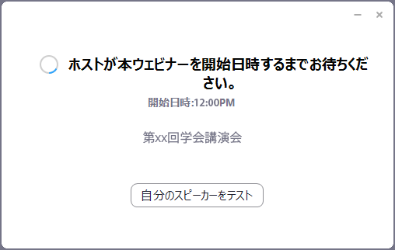 ホストが本ウェビナーを開始日時するまでお待ちくだ
さい。
開始日時:12:00PM
第xx回学会講演会
自分のスピーカーをテスト